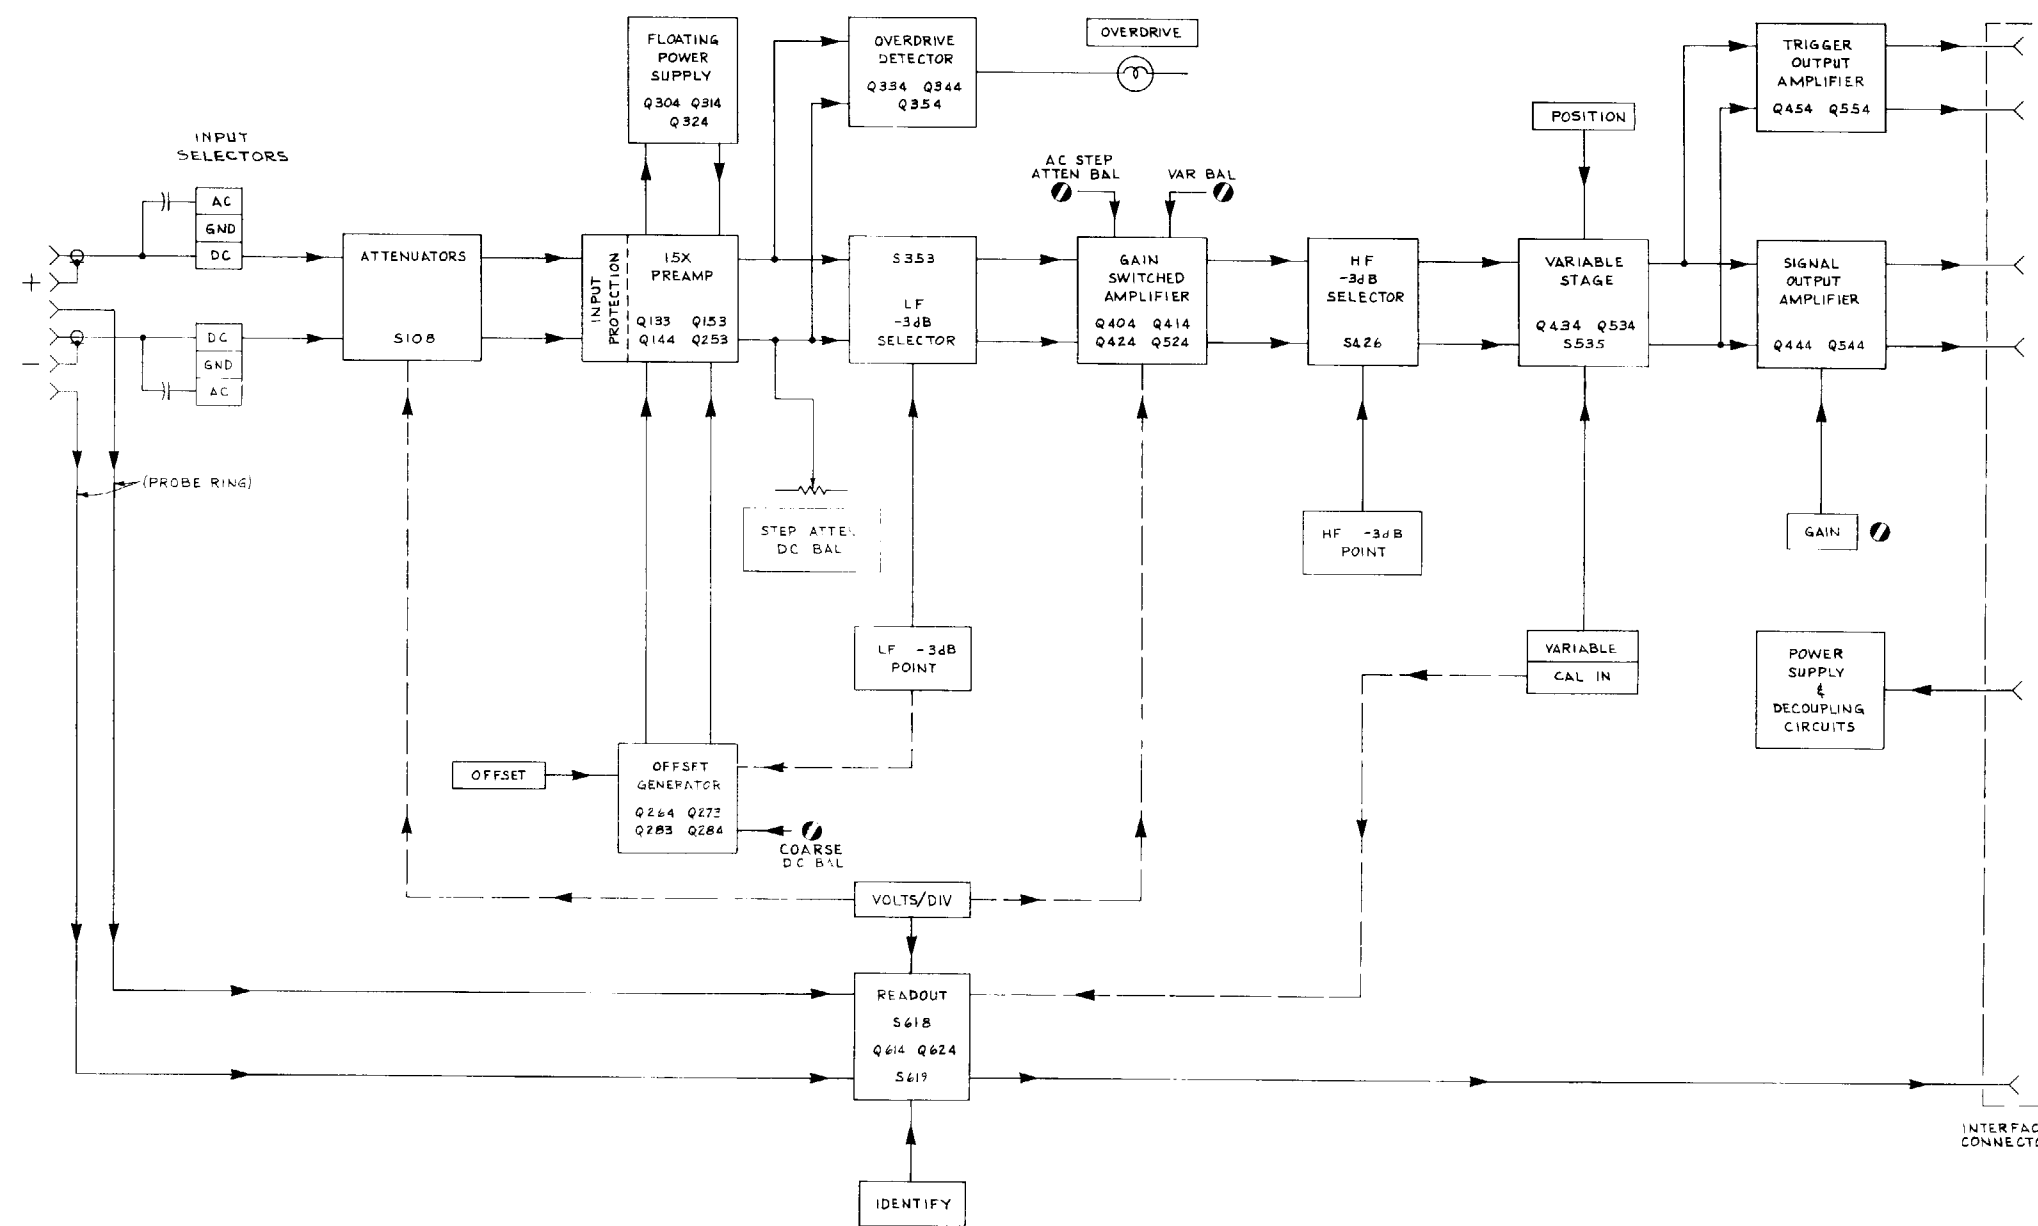 FLOATING
POWER
SUPPLY
Q304 Q314
Q324
OVERDRIVE
DETECTOR
Q334 Q344
Q354
OVERDRIVE
TRIGGER
OUTPUT
AMPLIFIER
Q454 Q554
POSITION
INPUT
SELECTORS
AC STEP
ATTEN BAL
VAR BAL
AC
GND
DC
+
−
DC
GND
AC
ATTENUATORS
S108
INPUT
PROTECTION
15X
PREAMP
Q133 Q153
Q144 Q253
S353
LF
-3dB
SELECTOR
GAIN
SWITCHED
AMPLIFIER
Q404 Q414
Q424 Q524
HF
-3dB
SELECTOR
S426
VARIABLE
STAGE
Q434 Q534
S535
SIGNAL
OUTPUT
AMPLIFIER
Q444 Q544
(PROBE RING)
STEP
DC BAL
HF -3dB
POINT
GAIN
LF -3dB
POINT
VARIABLE
CAL IN
POWER
SUPPLY
&
DECOUPLING
CIRCUITS
OFFSET
OFFSET
GENERATOR
Q264 Q273
Q283 Q284
COARSE
DC BAL
VOLTS/DIV
READOUT
S618
Q614 Q624
S619
IDENTIFY
INTERFAC
CONNECTO